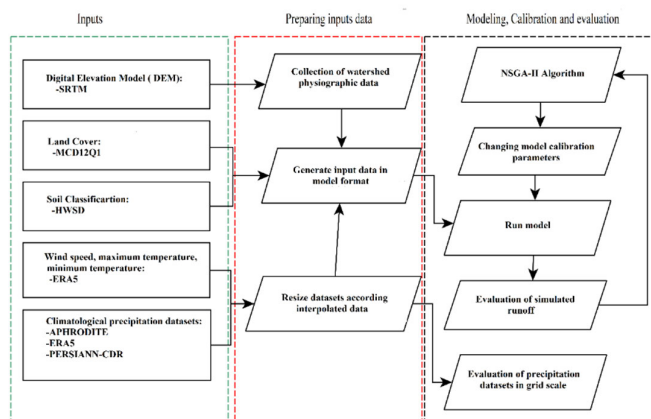 Inputs
Preparing inputs data
Modeling, Calibration and evaluation
Digital Elevation Model ( DEM):
-SRTM
Land Cover:
-MCD12Q1
Soil Classificartion:
-HWSD
Wind speed, maximum temperature,
minimum temperature:
-ERA5
Climatological precipitation datasets:
-APHRODITE
-ERA5
-PERSIANN-CDR
Collection of watershed
physiographic data
Generate input data in
model format
Resize datasets according
interpolated data
NSGA-II Algorithm
Changing model calibration
parameters
Run model
Evaluation of simulated
runoff
Evaluation of precipitation
datasets in grid scale